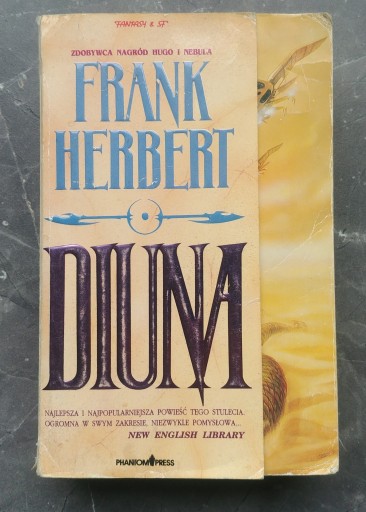 "FANTASY & SF"
ZDOBYWCA NAGRÓD HUGO I NEBULA
FRANK
HERBERT
DIUNA
NAJLEPSZA I NAJPOPULARNIEJSZA POWIEŚĆ TEGO STULECIA.
OGROMNA W SWYM ZAKRESIE, NIEZWYKLE POMYSŁOWA...
NEW ENGLISH LIBRARY
PHANTOM PRESS